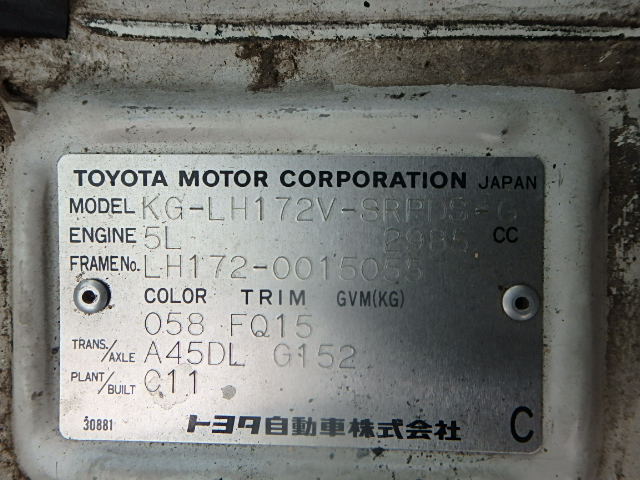 TOYOTA MOTOR CORPORATION JAPAN
MODEL KG-LH172V-SRPDS-G
ENGINE 5L 2985 CC
FRAME No. LH172-0015055
COLOR TRIM GVM(KG)
058 FQ15
TRANS./AXLE A45DL G152
PLANT/BUILT C11
30881 トヨタ自動車株式会社 C